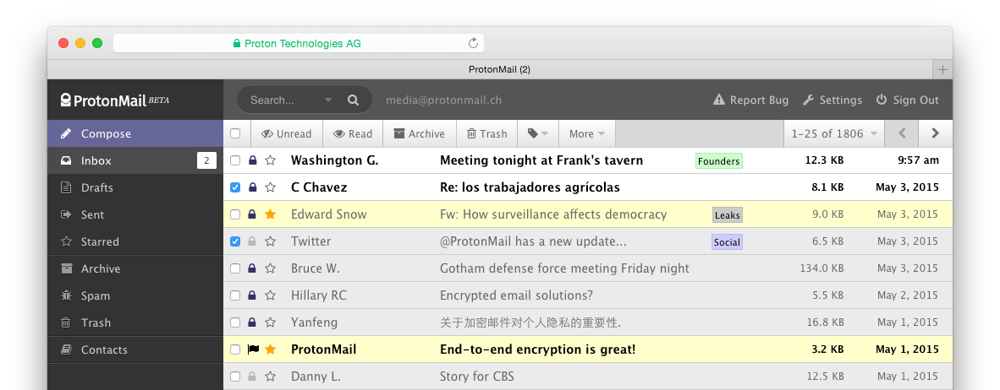 Proton Technologies AG
ProtonMail (2)
ProtonMail BETA Search... media@protonmail.ch Report Bug Settings Sign Out
Compose Unread Read Archive Trash More 1-25 of 1806
Inbox 2 Washington G. Meeting tonight at Frank's tavern Founders 12.3 KB 9:57 am
Drafts C Chavez Re: los trabajadores agrícolas 8.1 KB May 3, 2015
Sent Edward Snow Fw: How surveillance affects democracy Leaks 9.0 KB May 3, 2015
Starred Twitter @ProtonMail has a new update... Social 6.5 KB May 3, 2015
Archive Bruce W. Gotham defense force meeting Friday night 134.0 KB May 3, 2015
Spam Hillary RC Encrypted email solutions? 5.5 KB May 2, 2015
Trash Yanfeng 关于加密邮件对个人隐私的重要性. 16.8 KB May 1, 2015
Contacts ProtonMail End-to-end encryption is great! 3.2 KB May 1, 2015
Danny L. Story for CBS 12.5 KB May 1, 2015